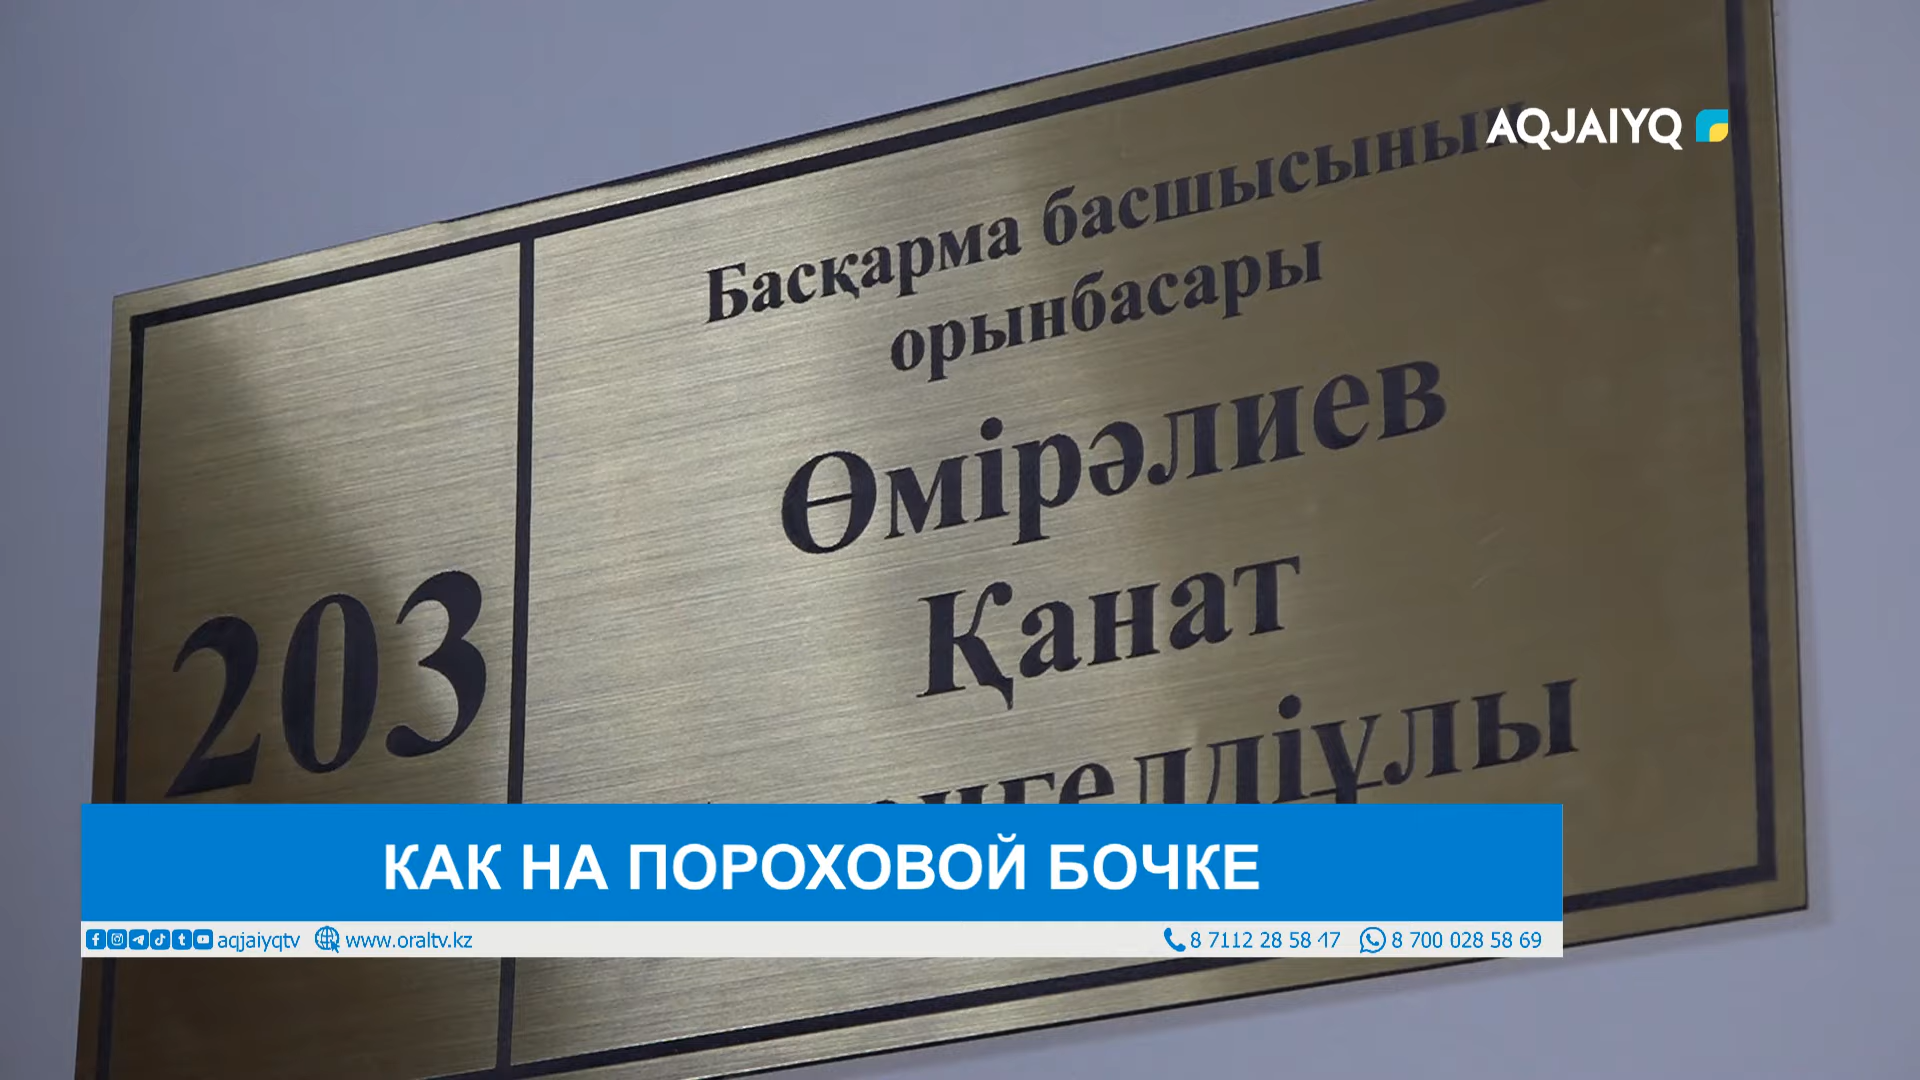 AQJAIYQ
Басқарма басшысының
орынбасары
Өмірәлиев
Қанат
203
КАК НА ПОРОХОВОЙ БОЧКЕ
aqjaiyqtv www.oraltv.kz 8 7112 28 58 47 8 700 028 58 69